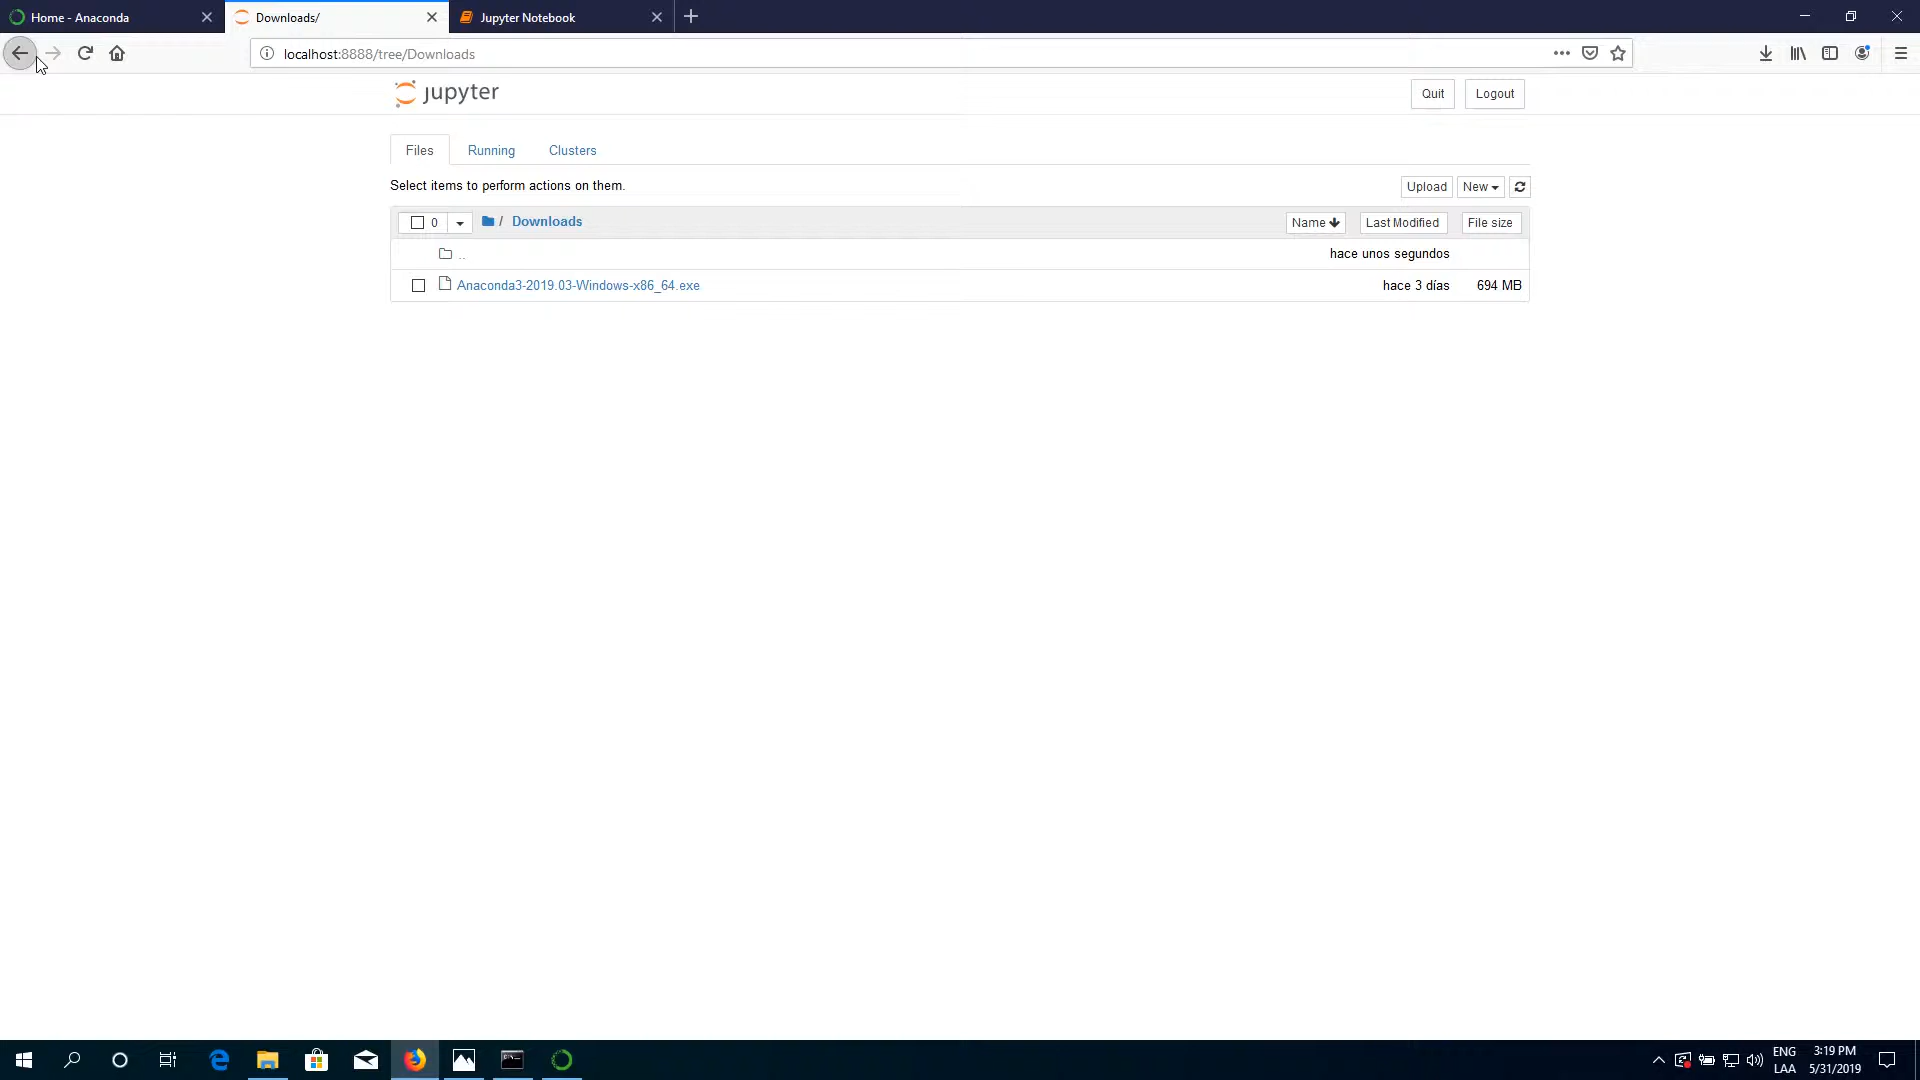 Home - Anaconda
Downloads/
Jupyter Notebook
localhost:8888/tree/Downloads
jupyter
Quit
Logout
Files
Running
Clusters
Select items to perform actions on them.
Upload
New
0
/
Downloads
Name
Last Modified
File size
..
hace unos segundos
Anaconda3-2019.03-Windows-x86_64.exe
hace 3 días
694 MB
ENG
LAA
3:19 PM
5/31/2019